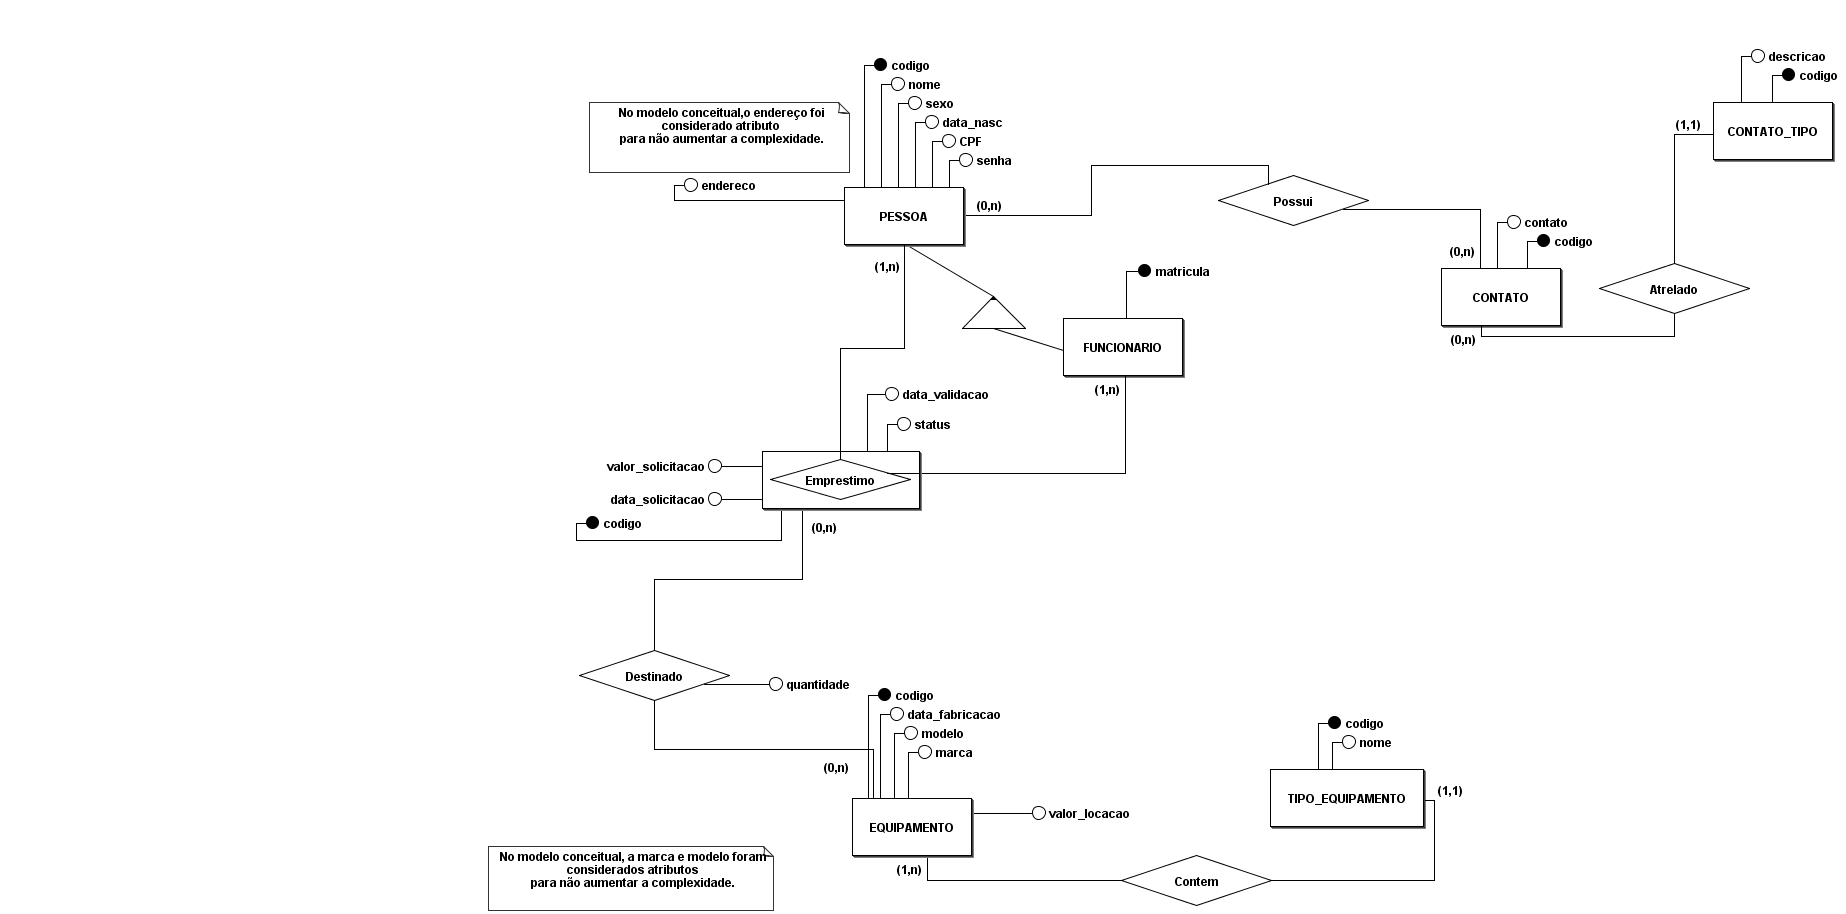 descricao
codigo
CONTATO_TIPO
(1,1)
codigo
nome
sexo
data_nasc
CPF
senha
No modelo conceitual,o endereço foi
considerado atributo
para não aumentar a complexidade.
endereco
PESSOA
(0,n)
Possui
contato
codigo
(0,n)
CONTATO
(0,n)
Atrelado
(1,n)
matricula
FUNCIONARIO
(1,n)
data_validacao
status
valor_solicitacao
Emprestimo
data_solicitacao
codigo
(0,n)
Destinado
quantidade
codigo
data_fabricacao
modelo
marca
(0,n)
EQUIPAMENTO
valor_locacao
(1,n)
codigo
nome
TIPO_EQUIPAMENTO
(1,1)
Contem
No modelo conceitual, a marca e modelo foram
considerados atributos
para não aumentar a complexidade.